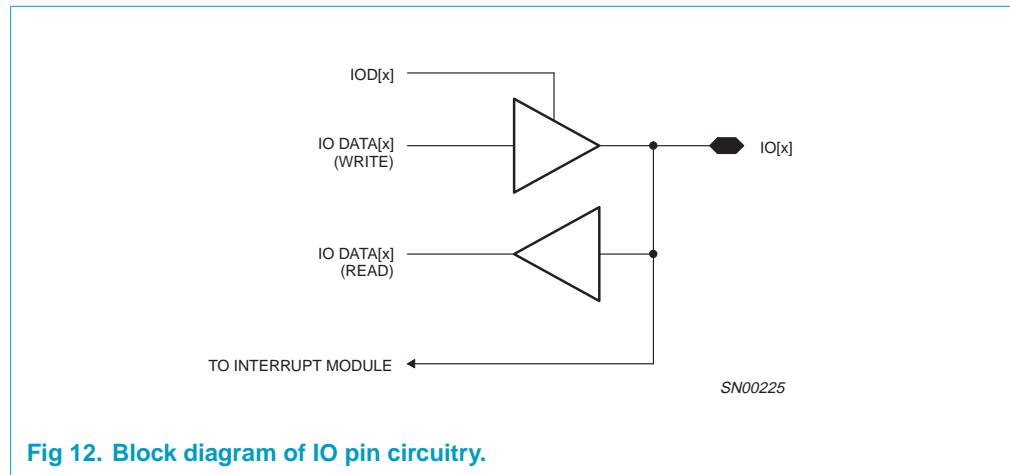 IOD[x]
IO DATA[x]
(WRITE)
IO[x]
IO DATA[x]
(READ)
TO INTERRUPT MODULE
SN00225
Fig 12. Block diagram of IO pin circuitry.